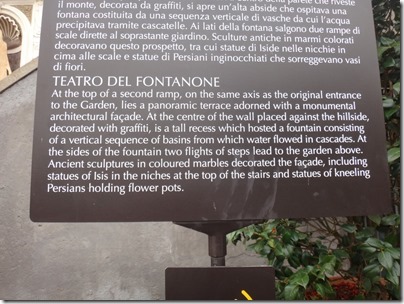 il monte, decorata da graffiti, si apre un'alta abside che ospitava una
fontana costituita da una sequenza verticale di vasche da cui l'acqua
precipitava tramite cascatelle. Ai lati della fontana salgono due rampe di
scale dirette al soprastante giardino. Sculture antiche in marmi colorati
decoravano questo prospetto, tra cui statue di Iside nelle nicchie in
cima alle scale e statue di Persiani inginocchiati che sorreggevano vasi
di fiori.
TEATRO DEL FONTANONE
At the top of a second ramp, on the same axis as the original entrance
to the Garden, lies a panoramic terrace adorned with a monumental
architectural façade. At the centre of the wall placed against the hillside,
decorated with graffiti, is a tall recess which hosted a fountain consisting
of a vertical sequence of basins from which water flowed in cascades. At
the sides of the fountain two flights of steps lead to the garden above.
Ancient sculptures in coloured marbles decorated the façade, including
statues of Isis in the niches at the top of the stairs and statues of kneeling
Persians holding flower pots.